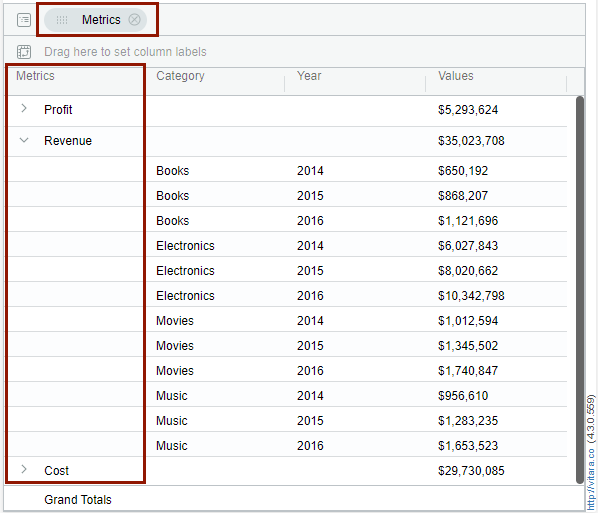 Metrics
Drag here to set column labels
Metrics Category Year Values
Profit $5,293,624
Revenue $35,023,708
Books 2014 $650,192
Books 2015 $868,207
Books 2016 $1,121,696
Electronics 2014 $6,027,843
Electronics 2015 $8,020,662
Electronics 2016 $10,342,798
Movies 2014 $1,012,594
Movies 2015 $1,345,502
Movies 2016 $1,740,847
Music 2014 $956,610
Music 2015 $1,283,235
Music 2016 $1,653,523
Cost $29,730,085
Grand Totals
http://vitara.co (4.3.0.559)